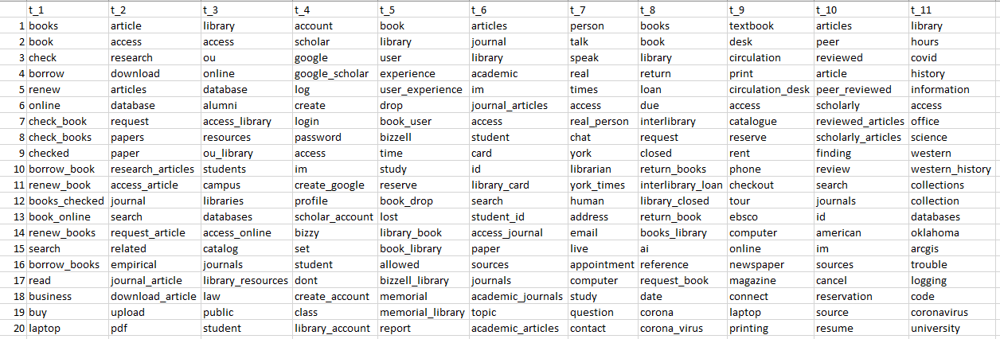 t_1 t_2 t_3 t_4 t_5 t_6 t_7 t_8 t_9 t_10 t_11
1 books article library account book articles person books textbook articles library
2 book access access scholar library journal talk book desk peer hours
3 check research ou google user library speak library circulation reviewed covid
4 borrow download online google_scholar experience academic real return print article history
5 renew articles database log user_experience im times loan circulation_desk peer_reviewed information
6 online database alumni create drop journal_articles access due access scholarly access
7 check_book request access_library login book_user access real_person interlibrary catalogue reviewed_articles office
8 check_books papers resources password bizzell student chat request reserve scholarly_articles science
9 checked paper ou_library access time card york closed rent finding western
10 borrow_book research_articles students im study id librarian return_books phone review western_history
11 renew_book access_article campus create_google reserve library_card york_times interlibrary_loan checkout search collections
12 books_checked journal libraries profile book_drop search human library_closed tour journals collection
13 book_online search databases scholar_account lost student_id address return_book ebsco id databases
14 renew_books request_article access_online bizzy library_book access_journal email books_library computer american oklahoma
15 search related catalog set book_library paper live ai online im arcgis
16 borrow_books empirical journals student allowed sources appointment reference newspaper sources trouble
17 read journal_article library_resources dont bizzell_library journals computer request_book magazine cancel logging
18 business download_article law create_account memorial academic_journals study date connect reservation code
19 buy upload public class memorial_library topic question corona laptop source coronavirus
20 laptop pdf student library_account report academic_articles contact corona_virus printing resume university